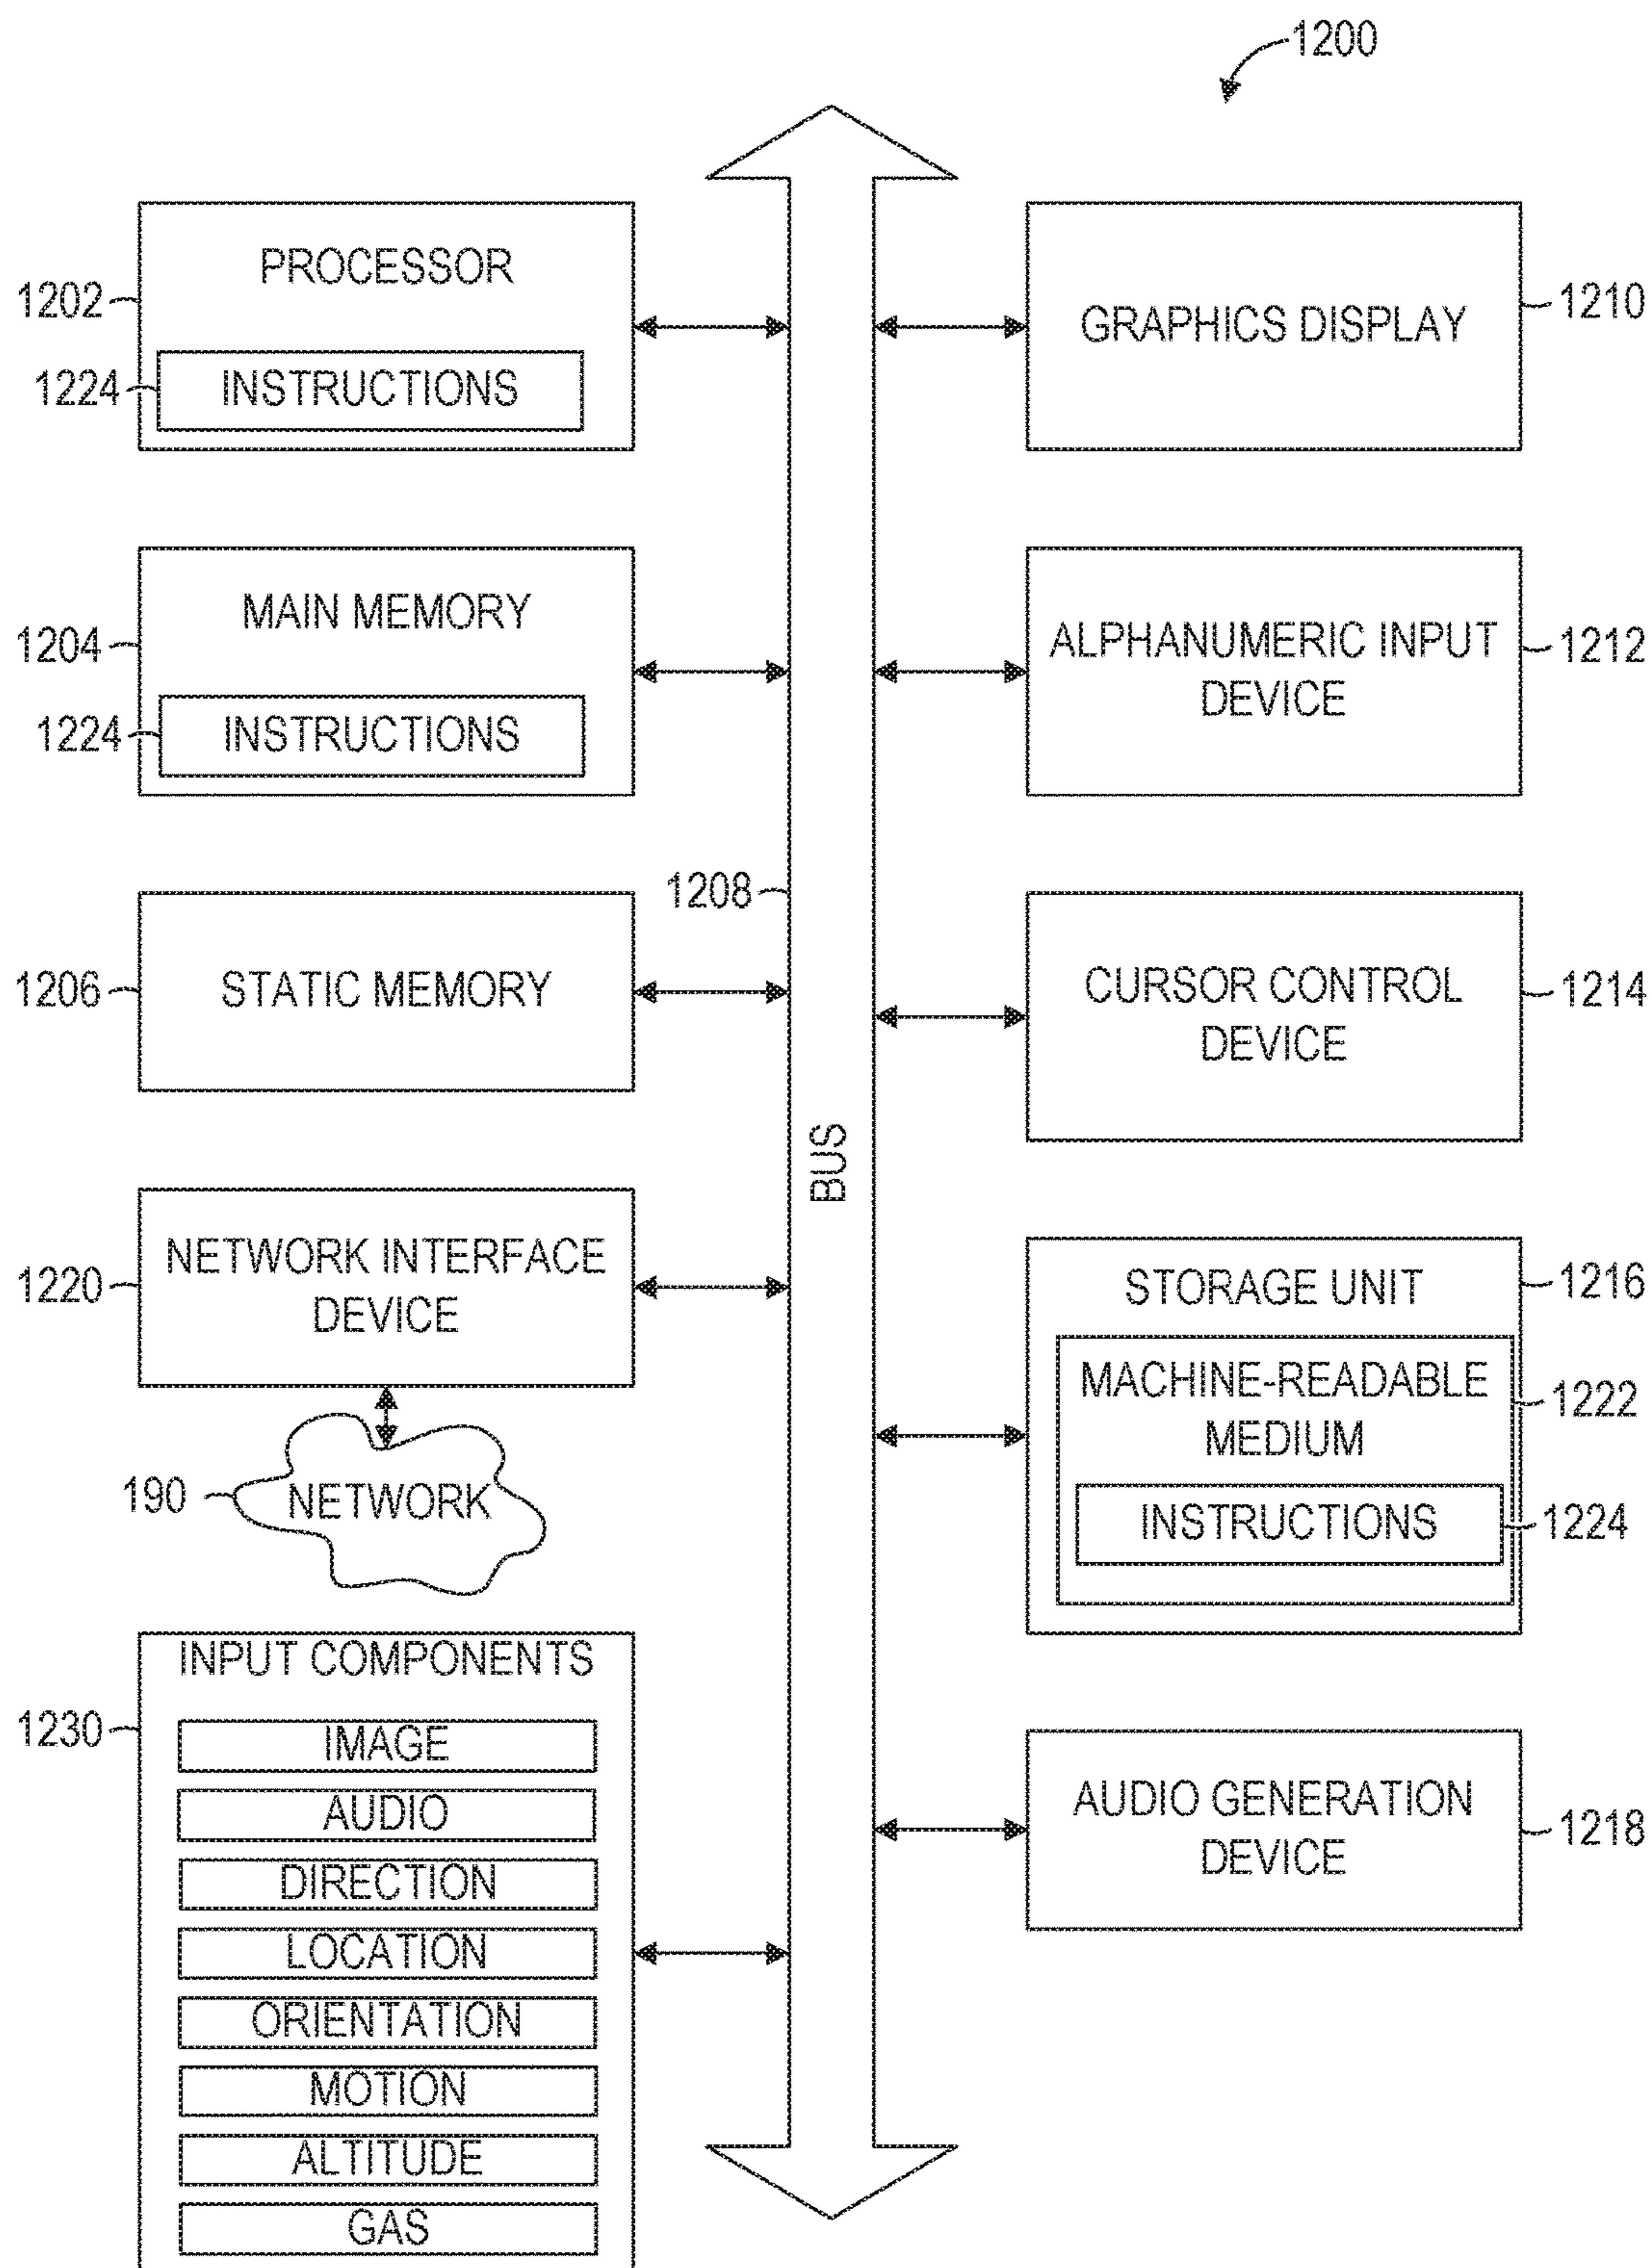 1200
PROCESSOR
1202
1224
INSTRUCTIONS
MAIN MEMORY
1204
1224
INSTRUCTIONS
1208
1206
STATIC MEMORY
NETWORK INTERFACE
DEVICE
1220
190
NETWORK
INPUT COMPONENTS
1230
IMAGE
AUDIO
DIRECTION
LOCATION
ORIENTATION
MOTION
ALTITUDE
GAS
BUS
GRAPHICS DISPLAY
1210
ALPHANUMERIC INPUT
DEVICE
1212
CURSOR CONTROL
DEVICE
1214
STORAGE UNIT
1216
MACHINE-READABLE
MEDIUM
1222
INSTRUCTIONS
1224
AUDIO GENERATION
DEVICE
1218